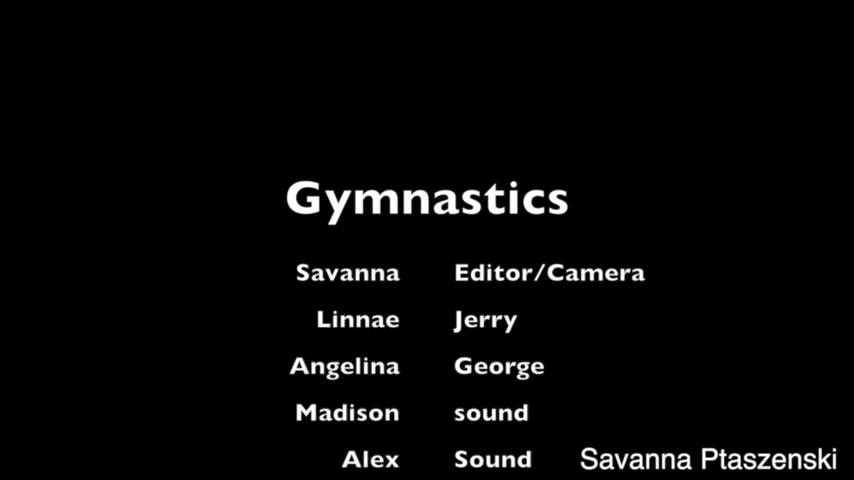 Gymnastics
Savanna Editor/Camera
Linnae Jerry
Angelina George
Madison sound
Alex Sound
Savanna Ptaszenski